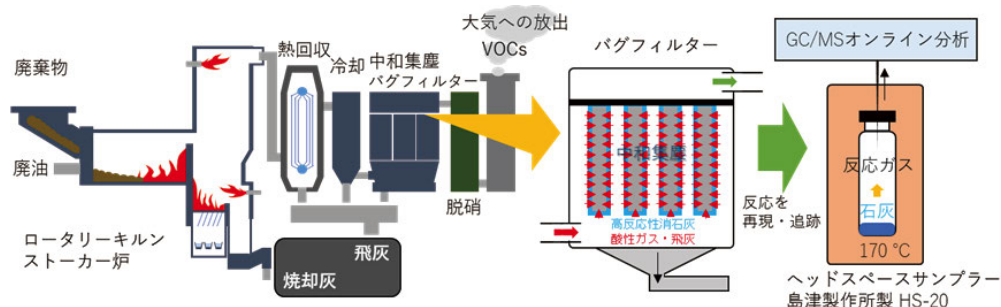 廃棄物
廃油
ロータリーキルン
ストーカー炉
熱回収
冷却
中和集塵
バグフィルター
大気への放出
VOCs
脱硝
飛灰
焼却灰
バグフィルター
中和集塵
高反応性消石灰
酸性ガス・飛灰
反応を
再現・追跡
GC/MSオンライン分析
反応ガス
石灰
170 °C
ヘッドスペースサンプラー
島津製作所製 HS-20